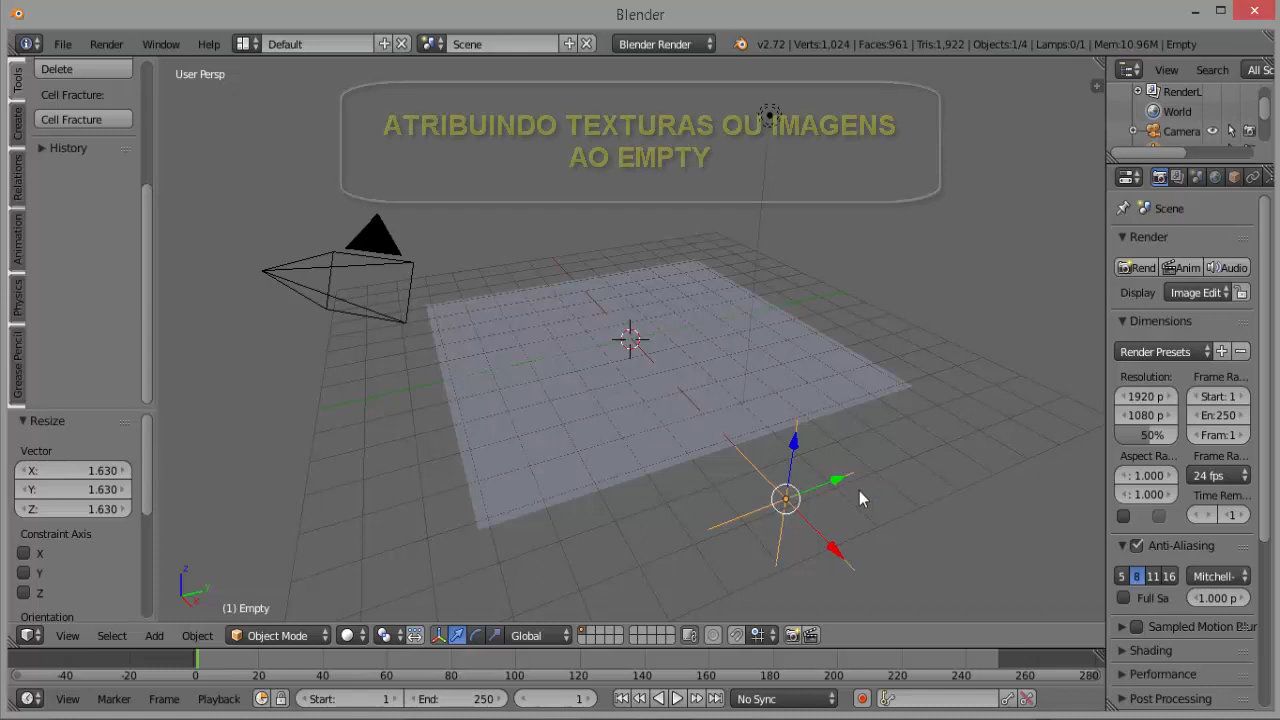 Blender
File
Render
Window
Help
Default
Scene
Blender Render
v2.72 | Verts:1,024 | Faces:961 | Tris:1,922 | Objects:1/4 | Lamps:0/1 | Mem:10.96M | Empty
Tools
Create
Relations
Animation
Physics
Grease Pencil
Delete
Cell Fracture:
Cell Fracture
History
Resize
Vector
X: 1.630
Y: 1.630
Z: 1.630
Constraint Axis
X
Y
Z
Orientation
User Persp
ATRIBUINDO TEXTURAS OU IMAGENS
AO EMPTY
z
y
x
(1) Empty
View
Select
Add
Object
Object Mode
Global
-40 -20 0 20 40 60 80 100 120 140 160 180 200 220 240 260 280
View
Marker
Frame
Playback
Start: 1
End: 250
1
No Sync
View
Search
All Sc
RenderL
World
Camera
Scene
Render
Rend
Anim
Audio
Display
Image Edit
Dimensions
Render Presets
Resolution:
Frame Ra...
1920 p
Start: 1
1080 p
En:250
50%
Fram:1
Aspect Ra...
Frame Ra...
: 1.000
24 fps
: 1.000
Time Rem...
1
Anti-Aliasing
5 8 11 16
Mitchell-
Full Sa
1.000 p
Sampled Motion Blur
Shading
Performance
Post Processing